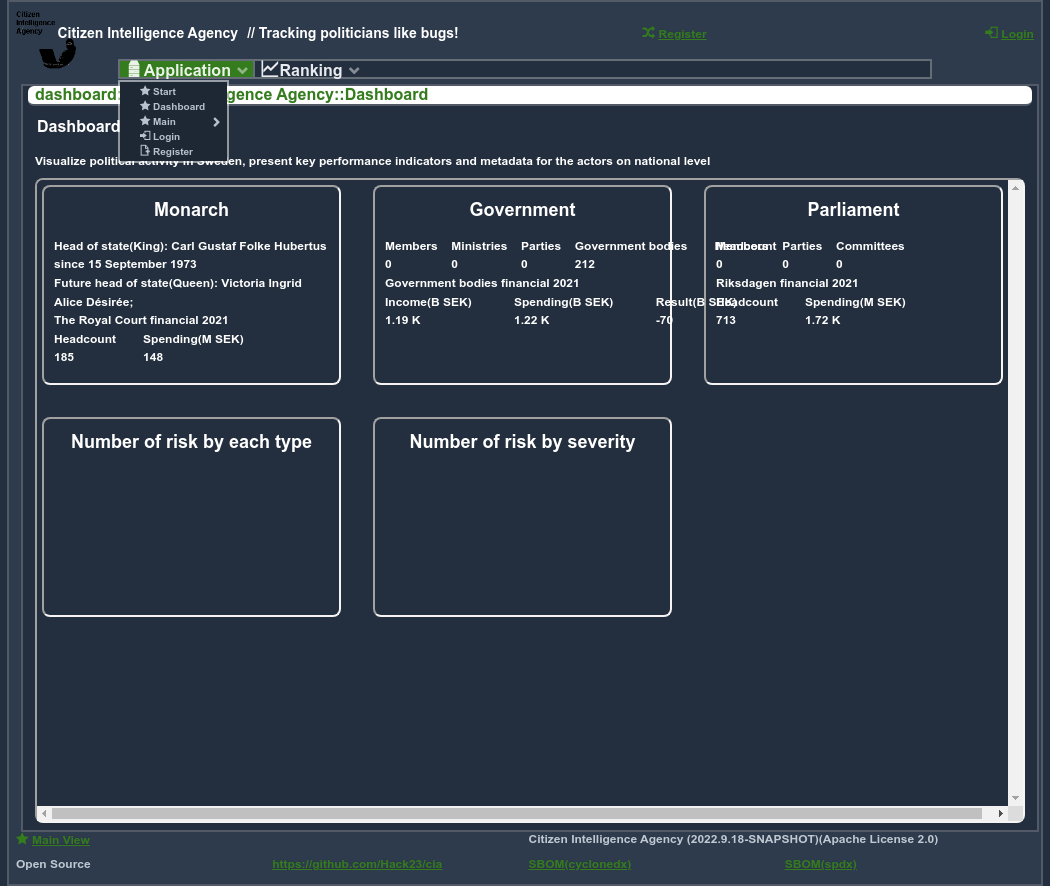 Citizen
Intelligence
Agency
Citizen Intelligence Agency // Tracking politicians like bugs!
Register
Login
Application
Ranking
Start
Dashboard
Main
Login
Register
dashboard: gence Agency::Dashboard
Dashboard
Visualize political activity in Sweden, present key performance indicators and metadata for the actors on national level
Monarch
Head of state(King): Carl Gustaf Folke Hubertus
since 15 September 1973
Future head of state(Queen): Victoria Ingrid
Alice Désirée;
The Royal Court financial 2021
Headcount Spending(M SEK)
185 148
Government
Members Ministries Parties Government bodies
0 0 0 212
Government bodies financial 2021
Income(B SEK) Spending(B SEK) Result(B SEK)
1.19 K 1.22 K -70
Parliament
Members Parties Committees
0 0 0
Riksdagen financial 2021
Headcount Spending(M SEK)
713 1.72 K
Number of risk by each type
Number of risk by severity
Main View
Citizen Intelligence Agency (2022.9.18-SNAPSHOT)(Apache License 2.0)
Open Source
https://github.com/Hack23/cia
SBOM(cyclonedx)
SBOM(spdx)